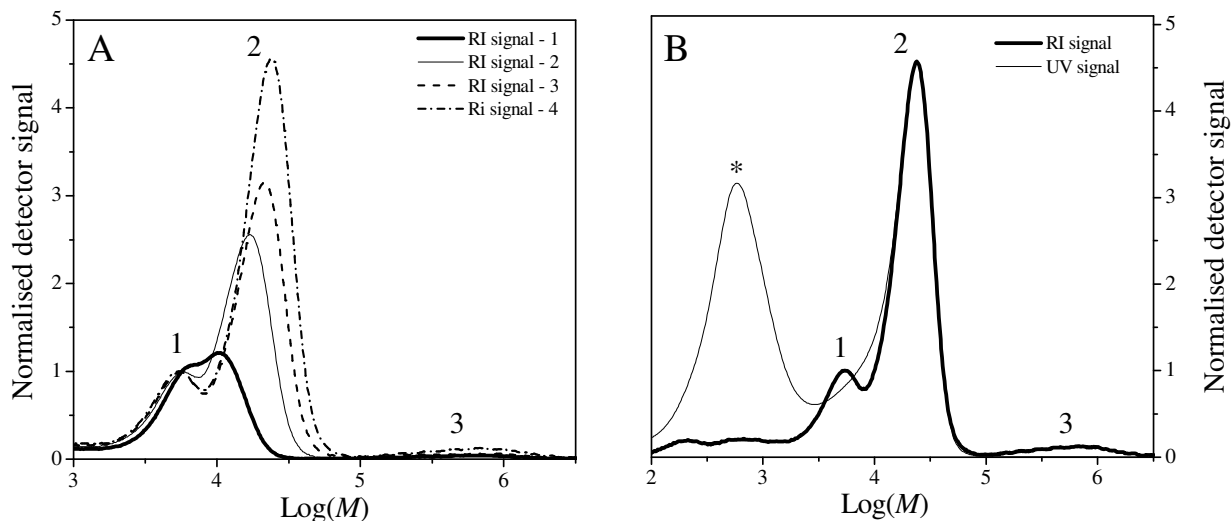 A
RI signal - 1
RI signal - 2
RI signal - 3
Ri signal - 4
1
2
3
5
4
3
2
1
0
Normalised detector signal
3
4
5
6
Log(M)
B
RI signal
UV signal
*
1
2
3
5
4
3
2
1
0
Normalised detector signal
2
3
4
5
6
Log(M)